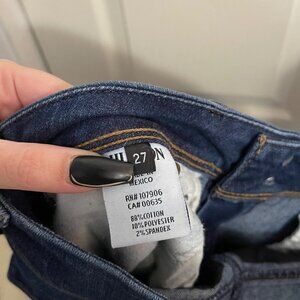 27
MEXICO
RN# 107906
CA# 00635
88%COTTON
10%POLYESTER
2%SPANDEX